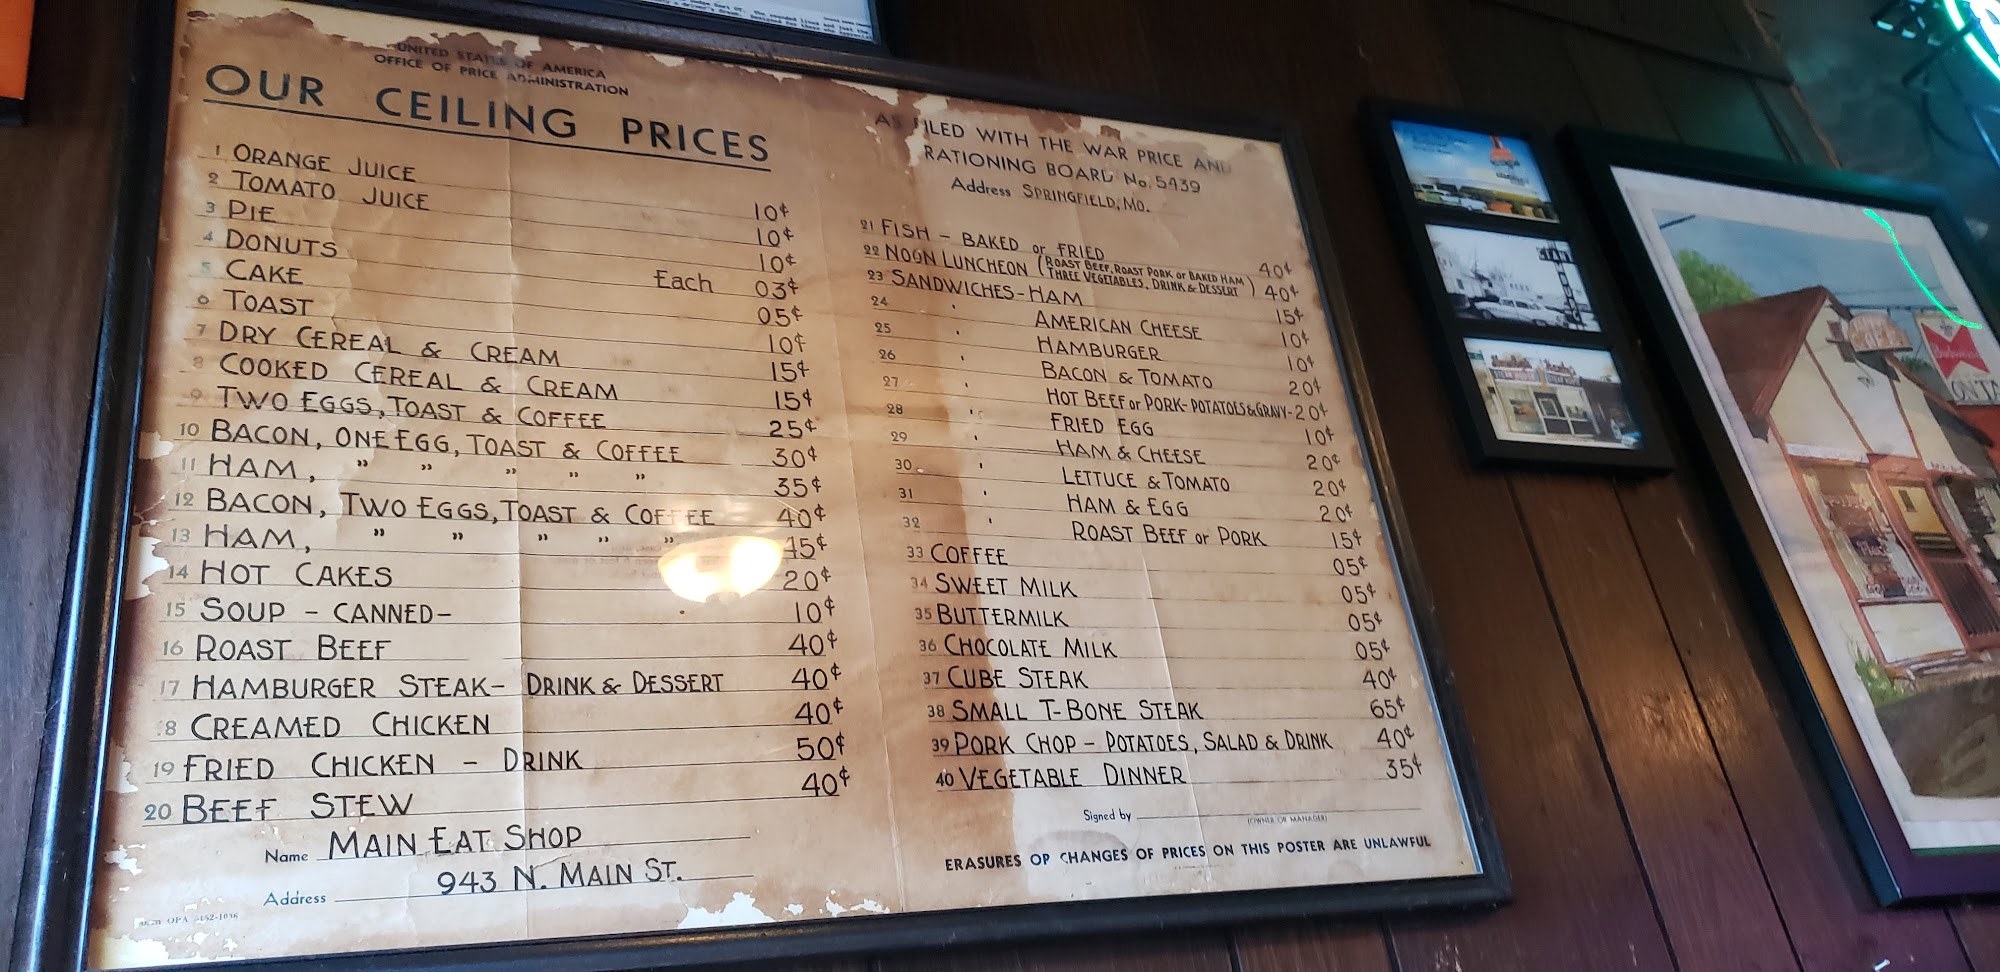 UNITED STATES OF AMERICA
OFFICE OF PRICE ADMINISTRATION
OUR CEILING PRICES
1 ORANGE JUICE 10¢
2 TOMATO JUICE 10¢
3 PIE 10¢
4 DONUTS Each 03¢
5 CAKE 05¢
6 TOAST 10¢
7 DRY CEREAL & CREAM 15¢
8 COOKED CEREAL & CREAM 15¢
9 TWO EGGS, TOAST & COFFEE 25¢
10 BACON, ONE EGG, TOAST & COFFEE 30¢
11 HAM, " " " " " 35¢
12 BACON, TWO EGGS, TOAST & COFFEE 40¢
13 HAM, " " " " " 45¢
14 HOT CAKES 20¢
15 SOUP - CANNED- 10¢
16 ROAST BEEF 40¢
17 HAMBURGER STEAK- DRINK & DESSERT 40¢
18 CREAMED CHICKEN 40¢
19 FRIED CHICKEN - DRINK 50¢
20 BEEF STEW 40¢
Name MAIN EAT SHOP
Address 943 N. MAIN ST.
AS FILED WITH THE WAR PRICE AND
RATIONING BOARD No. 5439
Address SPRINGFIELD, MO.
21 FISH - BAKED or FRIED 40¢
22 NOON LUNCHEON (ROAST BEEF, ROAST PORK or BAKED HAM
THREE VEGETABLES, DRINK & DESSERT) 40¢
23 SANDWICHES - HAM 15¢
24 " AMERICAN CHEESE 10¢
25 " HAMBURGER 10¢
26 " BACON & TOMATO 20¢
27 " HOT BEEF or PORK - POTATOES & GRAVY - 20¢
28 " FRIED EGG 10¢
29 " HAM & CHEESE 20¢
30 " LETTUCE & TOMATO 20¢
31 " HAM & EGG 20¢
32 " ROAST BEEF or PORK 15¢
33 COFFEE 05¢
34 SWEET MILK 05¢
35 BUTTERMILK 05¢
36 CHOCOLATE MILK 05¢
37 CUBE STEAK 40¢
38 SMALL T-BONE STEAK 65¢
39 PORK CHOP - POTATOES, SALAD & DRINK 40¢
40 VEGETABLE DINNER 35¢
Signed by
(OWNER OR MANAGER)
ERASURES OR CHANGES OF PRICES ON THIS POSTER ARE UNLAWFUL
Budweiser